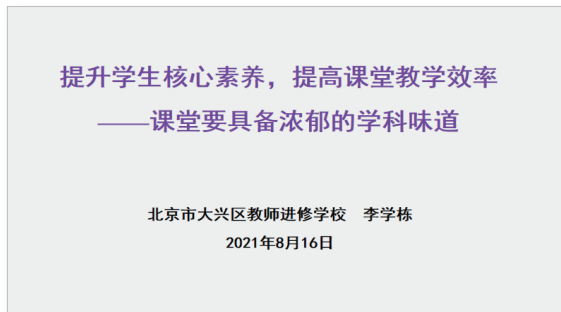 提升学生核心素养，提高课堂教学效率
——课堂要具备浓郁的学科味道
北京市大兴区教师进修学校　李学栋
2021年8月16日